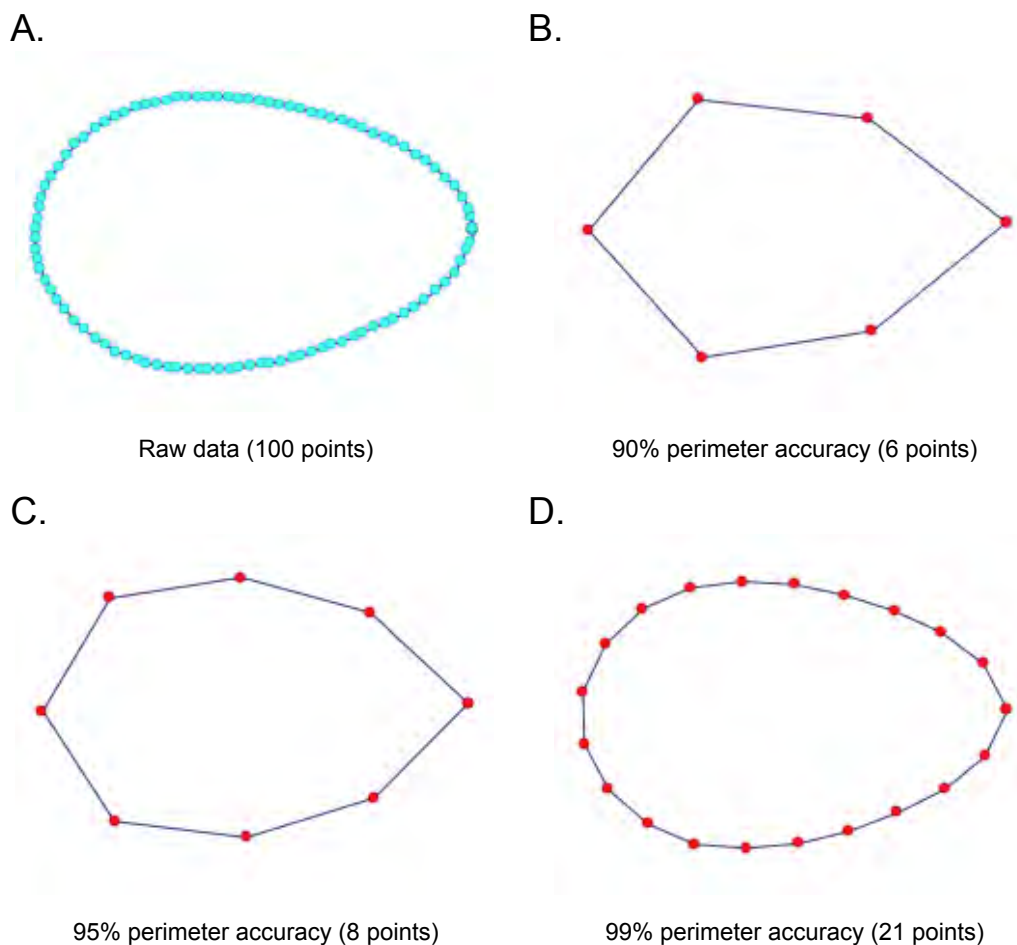 A.
B.
Raw data (100 points)
90% perimeter accuracy (6 points)
C.
D.
95% perimeter accuracy (8 points)
99% perimeter accuracy (21 points)